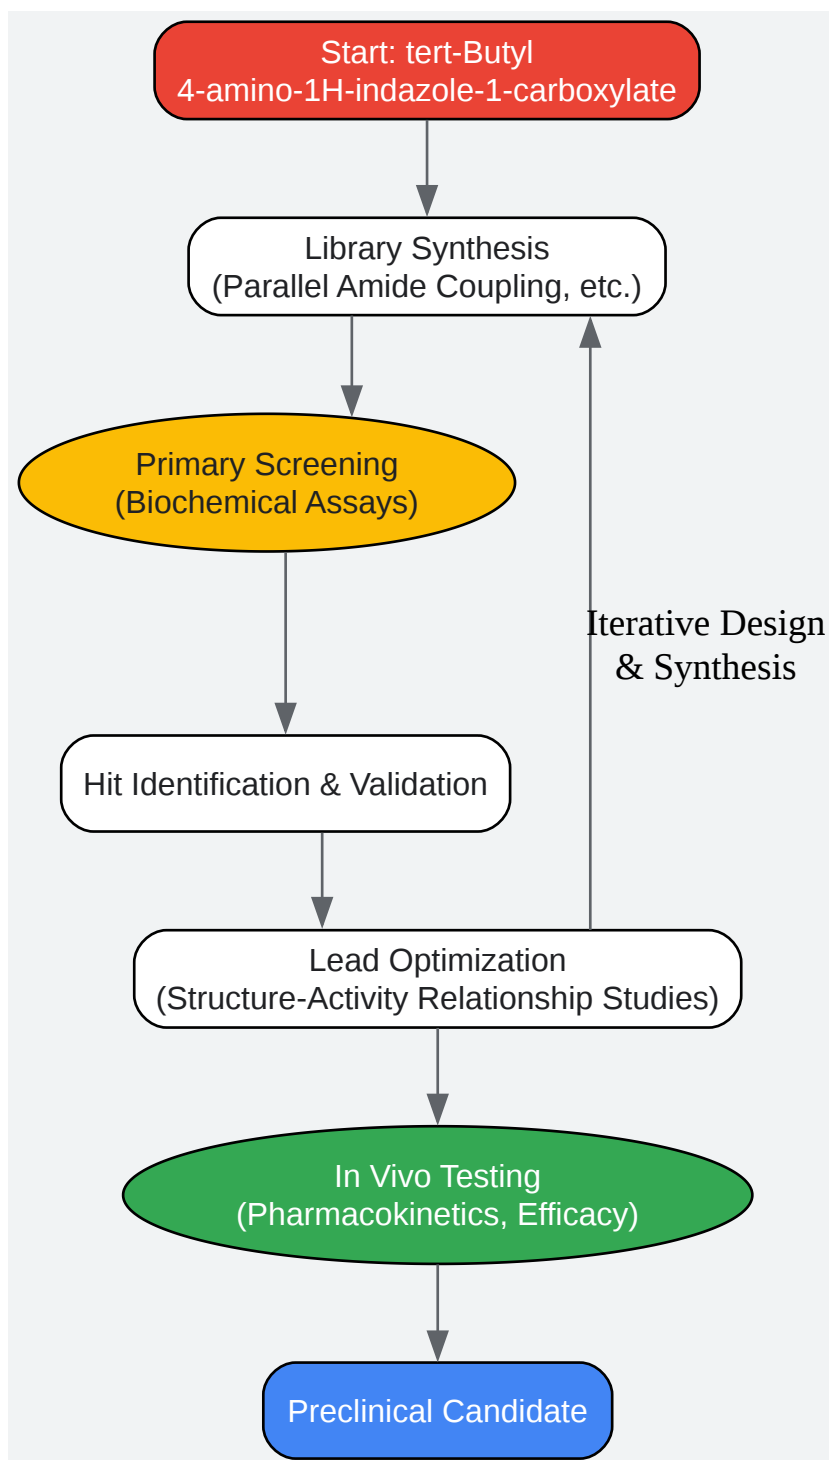 Start: tert-Butyl
4-amino-1H-indazole-1-carboxylate
Library Synthesis
(Parallel Amide Coupling, etc.)
Primary Screening
(Biochemical Assays)
Iterative Design
& Synthesis
Hit Identification & Validation
Lead Optimization
(Structure-Activity Relationship Studies)
In Vivo Testing
(Pharmacokinetics, Efficacy)
Preclinical Candidate